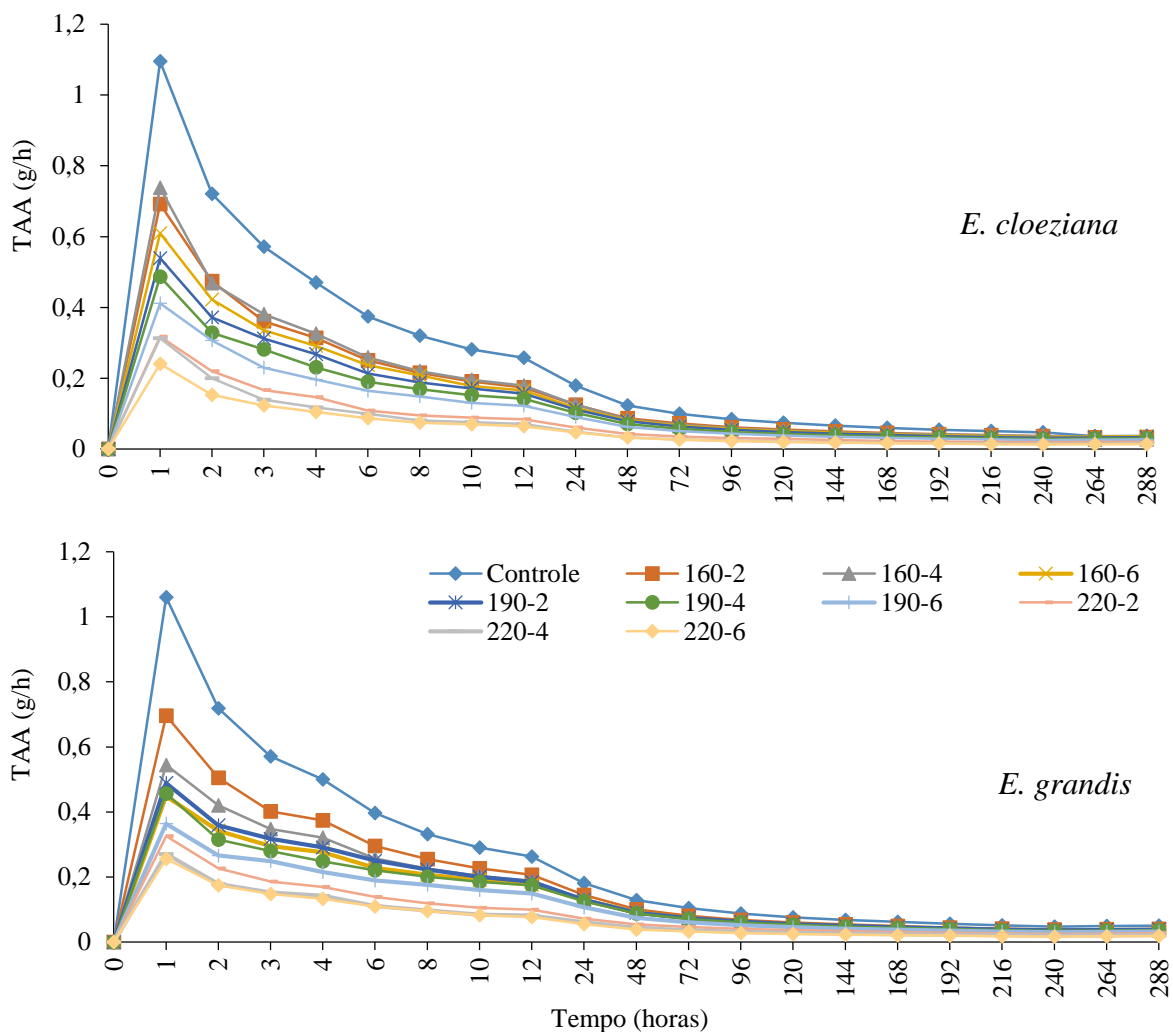 1,2
1
0,8
0,6
0,4
0,2
0
TAA (g/h)
E. cloeziana
0 1 2 3 4 6 8 10 12 24 48 72 96 120 144 168 192 216 240 264 288
1,2
1
0,8
0,6
0,4
0,2
0
TAA (g/h)
Controle 160-2 160-4 160-6
190-2 190-4 190-6 220-2
220-4 220-6
E. grandis
0 1 2 3 4 6 8 10 12 24 48 72 96 120 144 168 192 216 240 264 288
Tempo (horas)